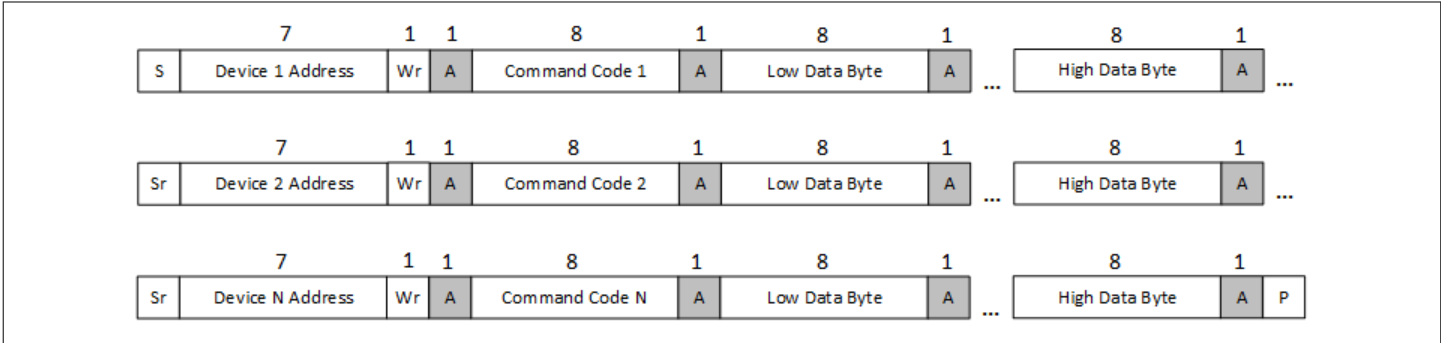 7 1 1 8 1 8 1 8 1
S Device 1 Address Wr A Command Code 1 A Low Data Byte A ... High Data Byte A ...
7 1 1 8 1 8 1 8 1
Sr Device 2 Address Wr A Command Code 2 A Low Data Byte A ... High Data Byte A ...
7 1 1 8 1 8 1 8 1
Sr Device N Address Wr A Command Code N A Low Data Byte A ... High Data Byte A P